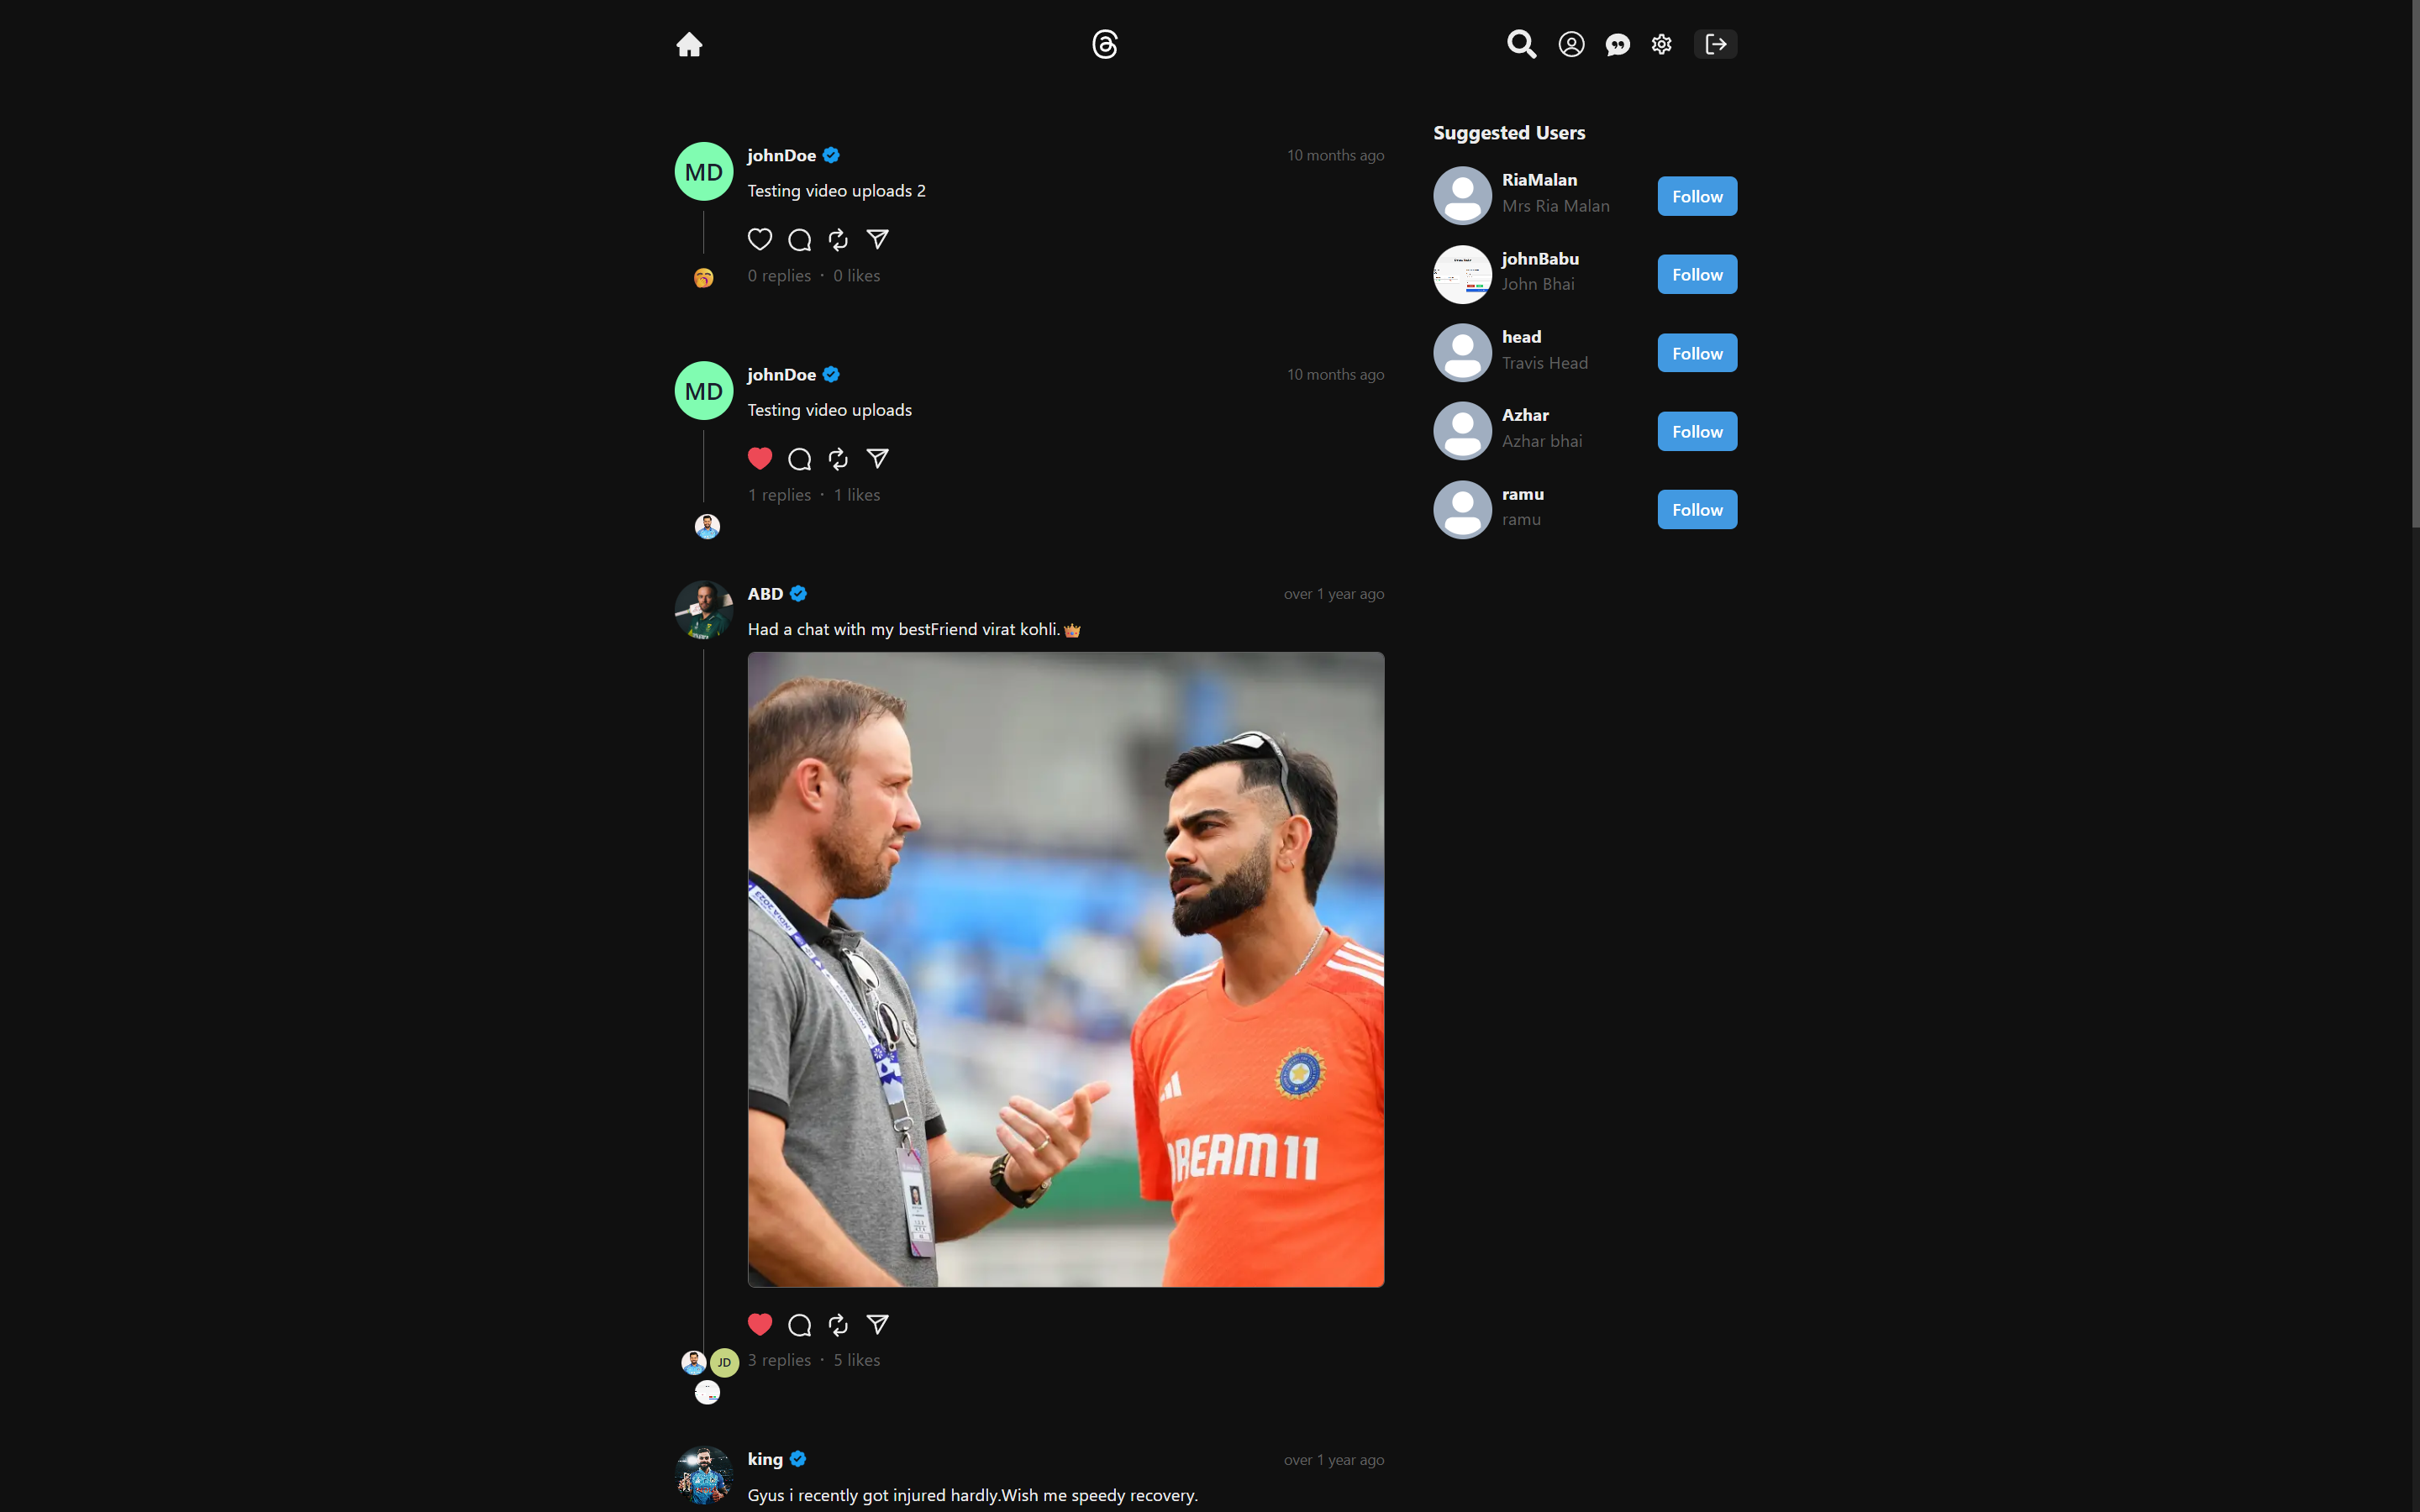 johnDoe
10 months ago
MD
Testing video uploads 2
0 replies · 0 likes
johnDoe
10 months ago
MD
Testing video uploads
1 replies · 1 likes
ABD
over 1 year ago
Had a chat with my bestFriend virat kohli.👑
INDIA 2023
DREAM11
JD
3 replies · 5 likes
king
over 1 year ago
Gyus i recently got injured hardly.Wish me speedy recovery.
Suggested Users
RiaMalan
Mrs Ria Malan
Follow
johnBabu
John Bhai
Follow
head
Travis Head
Follow
Azhar
Azhar bhai
Follow
ramu
ramu
Follow